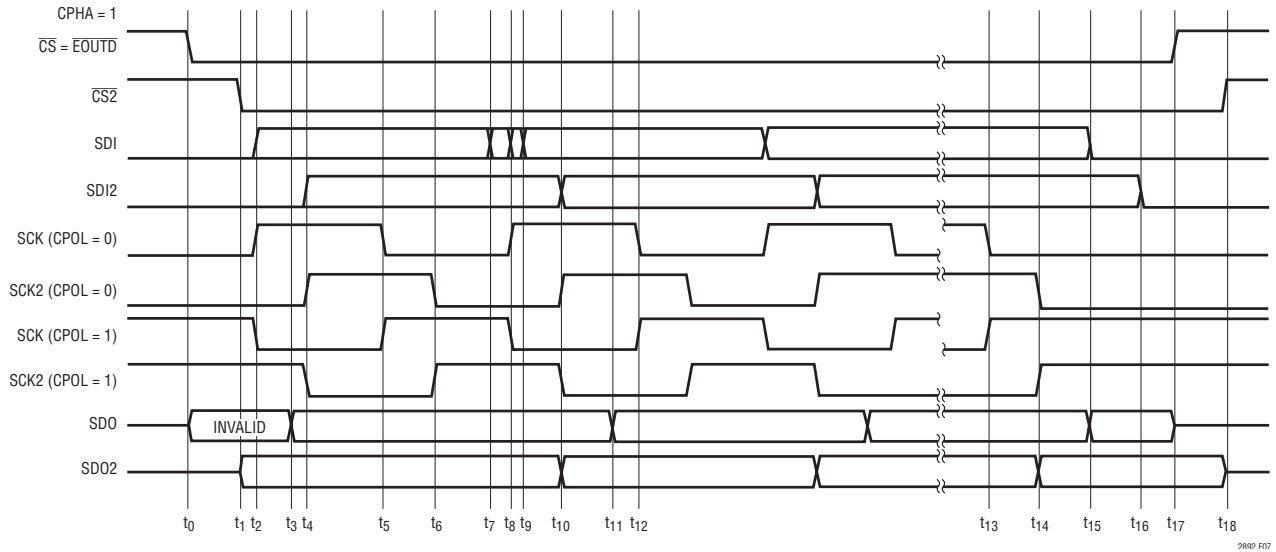 CPHA = 1
CS = EOUTD
CS2
SDI
SDI2
SCK (CPOL = 0)
SCK2 (CPOL = 0)
SCK (CPOL = 1)
SCK2 (CPOL = 1)
SDO INVALID
SDO2
t0 t1 t2 t3 t4 t5 t6 t7 t8 t9 t10 t11 t12 t13 t14 t15 t16 t17 t18
2892 F07